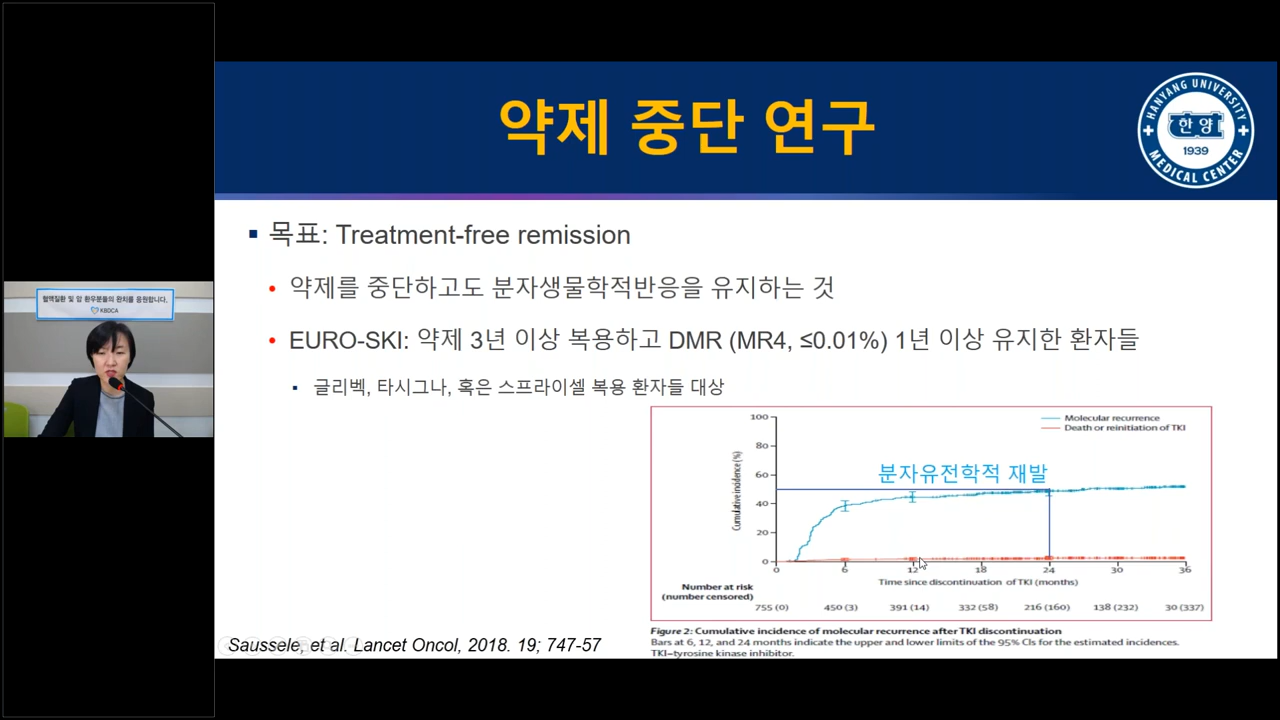 약제 중단 연구
HANYANG UNIVERSITY
한양
1939
MEDICAL CENTER
▪ 목표: Treatment-free remission
• 약제를 중단하고도 분자생물학적반응을 유지하는 것
• EURO-SKI: 약제 3년 이상 복용하고 DMR (MR4, ≤0.01%) 1년 이상 유지한 환자들
▪ 글리벡, 타시그나, 혹은 스프라이셀 복용 환자들 대상
혈액질환 및 암 환우분들의 완치를 응원합니다.
KBDCA
Molecular recurrence
Death or reinitiation of TKI
분자유전학적 재발
Cumulative incidence (%)
100
80
60
40
20
0
0 6 12 18 24 30 36
Time since discontinuation of TKI (months)
Number at risk
(number censored)
755 (0) 450 (3) 391 (14) 332 (58) 216 (160) 138 (232) 30 (337)
Figure 2: Cumulative incidence of molecular recurrence after TKI discontinuation
Bars at 6, 12, and 24 months indicate the upper and lower limits of the 95% CIs for the estimated incidences.
TKI=tyrosine kinase inhibitor.
Saussele, et al. Lancet Oncol, 2018. 19; 747-57